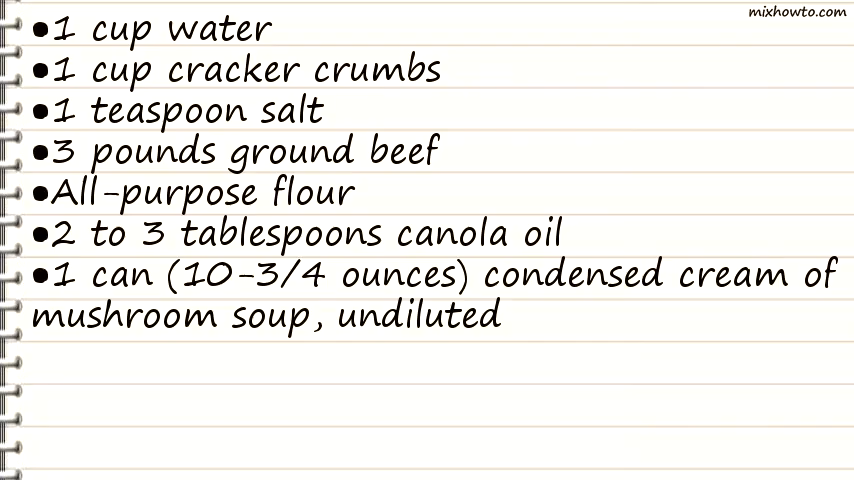 mixhowto.com
•1 cup water
•1 cup cracker crumbs
•1 teaspoon salt
•3 pounds ground beef
•All-purpose flour
•2 to 3 tablespoons canola oil
•1 can (10-3/4 ounces) condensed cream of
mushroom soup, undiluted